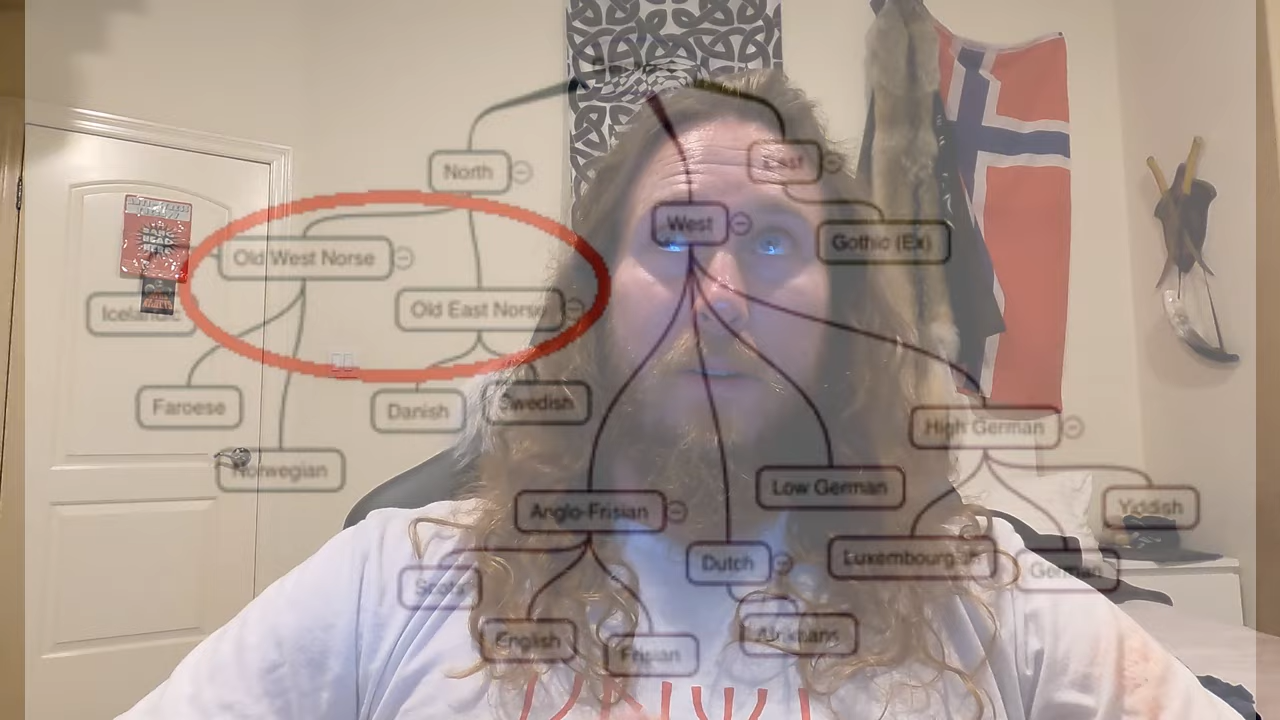 North
East
West
Gothic (Ex)
Old West Norse
Old East Norse
Icelandic
Faroese
Danish
Swedish
High German
Norwegian
Low German
Yiddish
Anglo-Frisian
Dutch
Luxembourgish
German
Scots
English
Frisian
Afrikaans